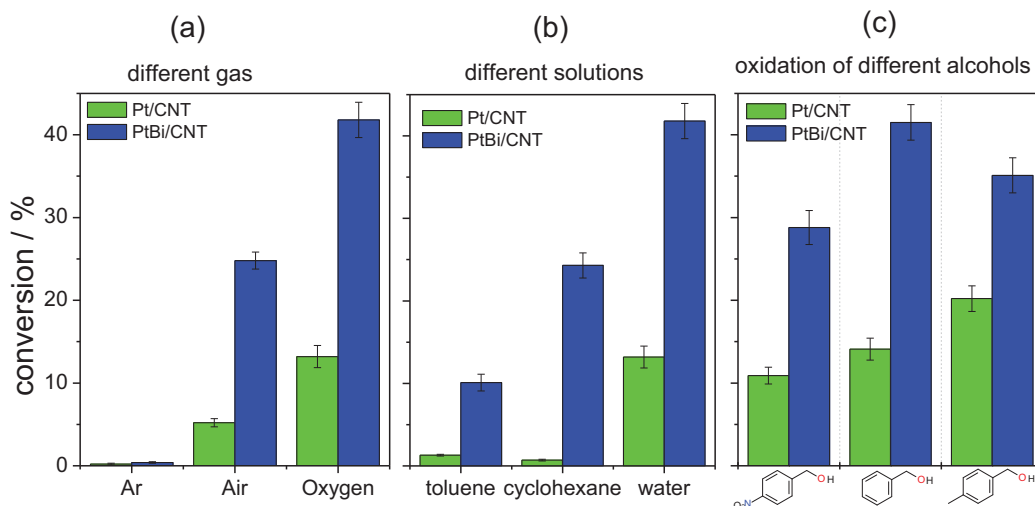 (a)
different gas
Pt/CNT
PtBi/CNT
conversion / %
40
30
20
10
0
Ar Air Oxygen
(b)
different solutions
Pt/CNT
PtBi/CNT
toluene cyclohexane water
(c)
oxidation of different alcohols
Pt/CNT
PtBi/CNT
O₂N OH
OH
OH